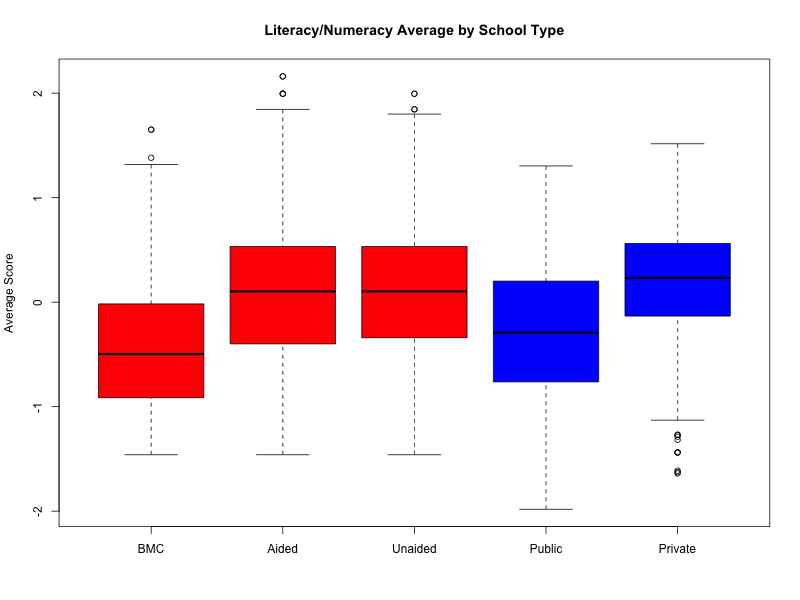 Literacy/Numeracy Average by School Type
Average Score
2
1
0
-1
-2
BMC Aided Unaided Public Private